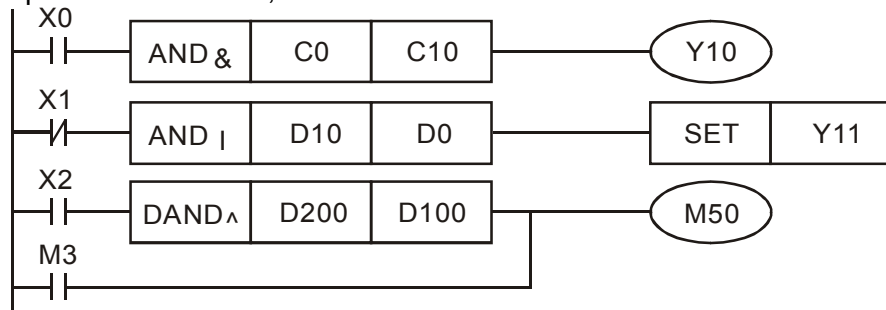 X0
AND & C0 C10 Y10
X1
AND | D10 D0 SET Y11
X2
DAND ^ D200 D100 M50
M3